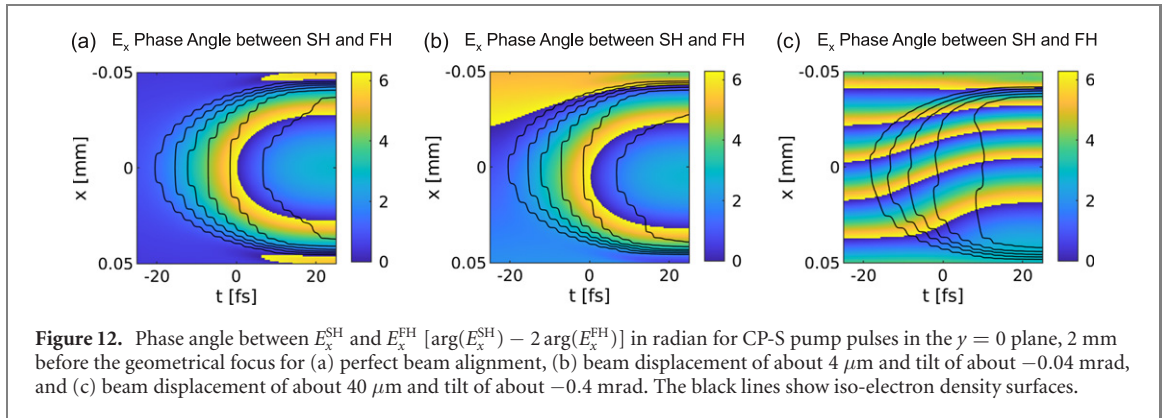 (a) E_x Phase Angle between SH and FH (b) E_x Phase Angle between SH and FH (c) E_x Phase Angle between SH and FH
-0.05 6 6 6
x [mm] 0 4 x [mm] 0 4 x [mm] 0 4
2 2 2
0.05 0 0.05 0 0.05 0
-20 0 20 -20 0 20 -20 0 20
t [fs] t [fs] t [fs]
Figure 12. Phase angle between E_x^SH and E_x^FH [arg(E_x^SH) − 2 arg(E_x^FH)] in radian for CP-S pump pulses in the y = 0 plane, 2 mm
before the geometrical focus for (a) perfect beam alignment, (b) beam displacement of about 4 μm and tilt of about −0.04 mrad,
and (c) beam displacement of about 40 μm and tilt of about −0.4 mrad. The black lines show iso-electron density surfaces.